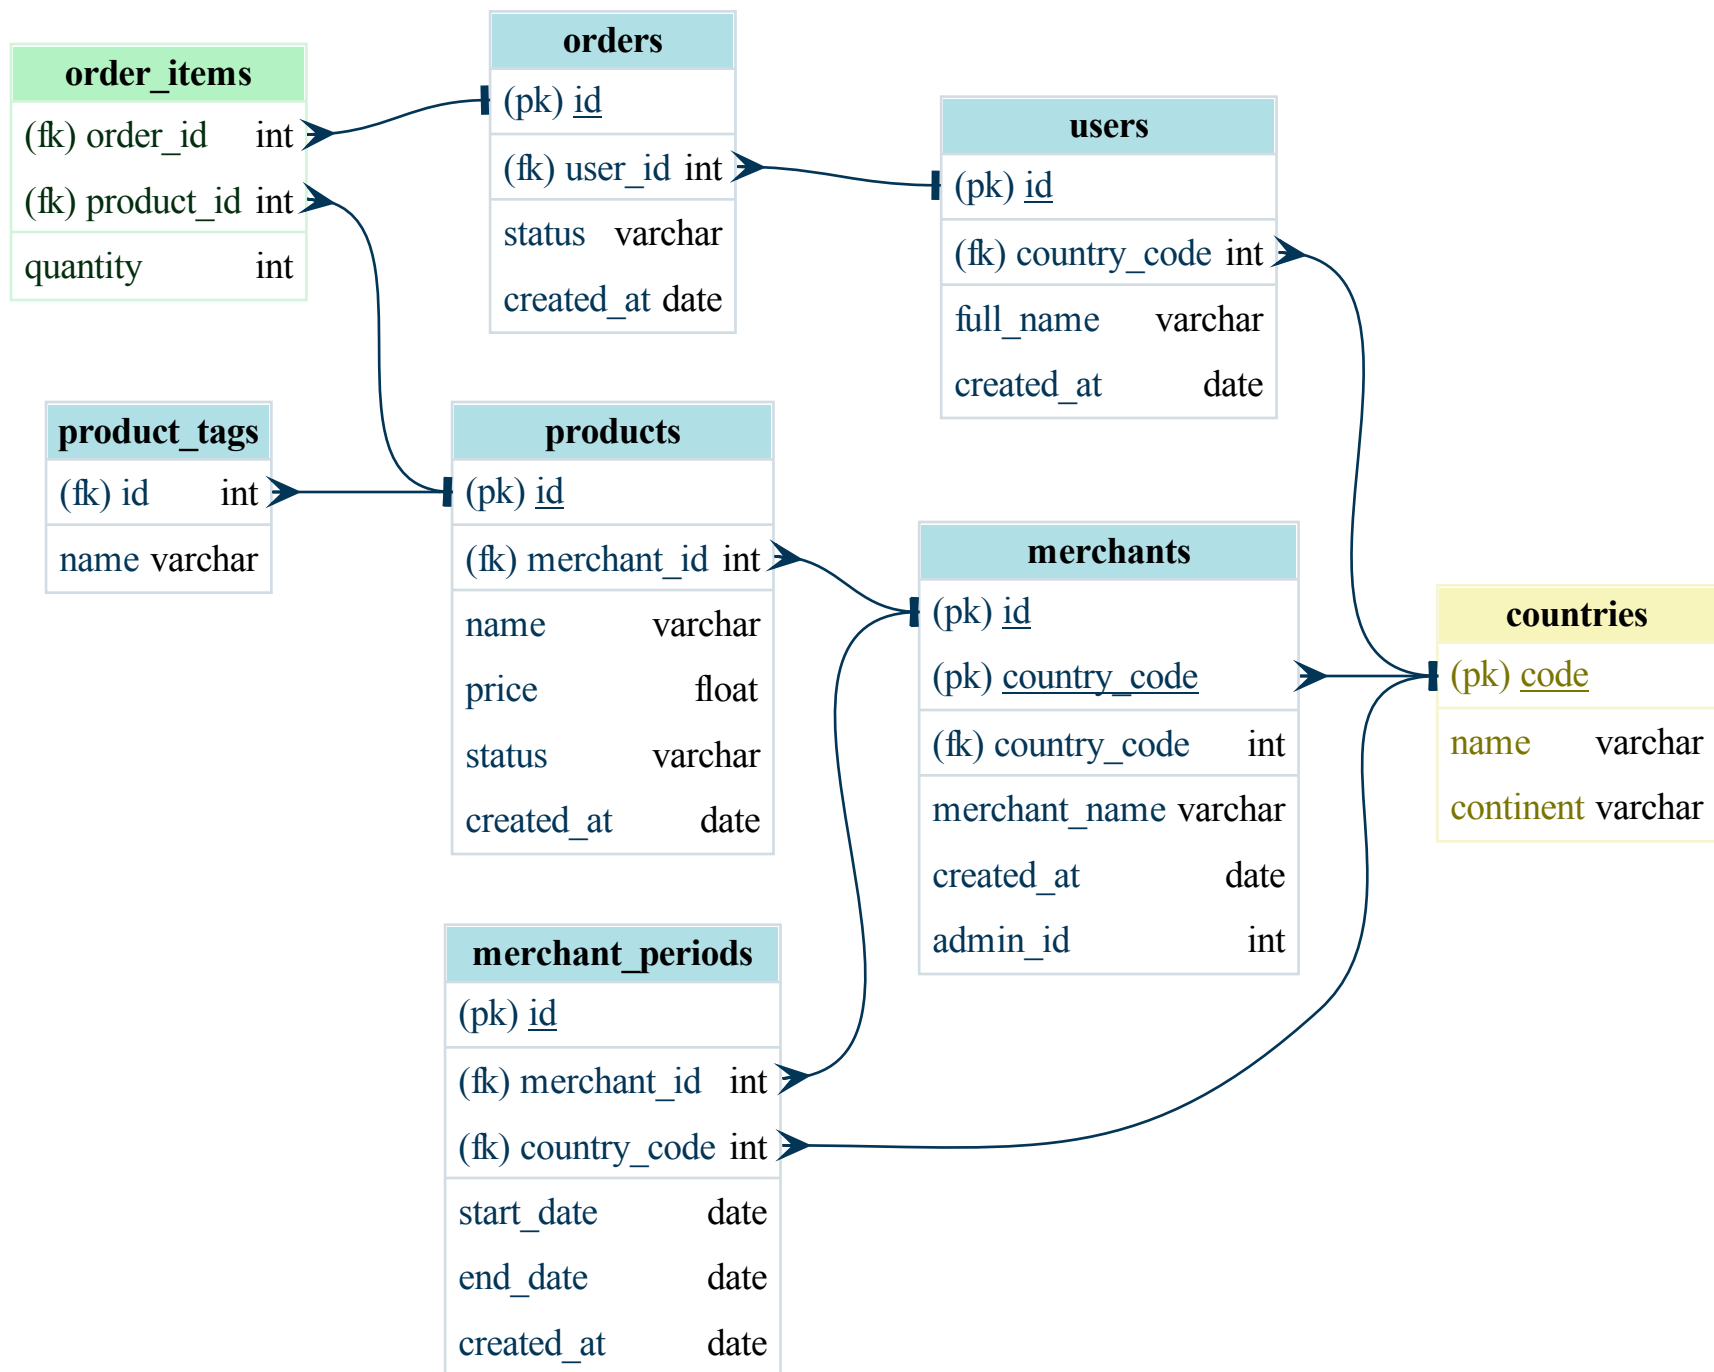 order_items
(fk) order_id int
(fk) product_id int
quantity int
orders
(pk) id
(fk) user_id int
status varchar
created_at date
users
(pk) id
(fk) country_code int
full_name varchar
created_at date
product_tags
(fk) id int
name varchar
products
(pk) id
(fk) merchant_id int
name varchar
price float
status varchar
created_at date
merchants
(pk) id
(pk) country_code
(fk) country_code int
merchant_name varchar
created_at date
admin_id int
countries
(pk) code
name varchar
continent varchar
merchant_periods
(pk) id
(fk) merchant_id int
(fk) country_code int
start_date date
end_date date
created_at date